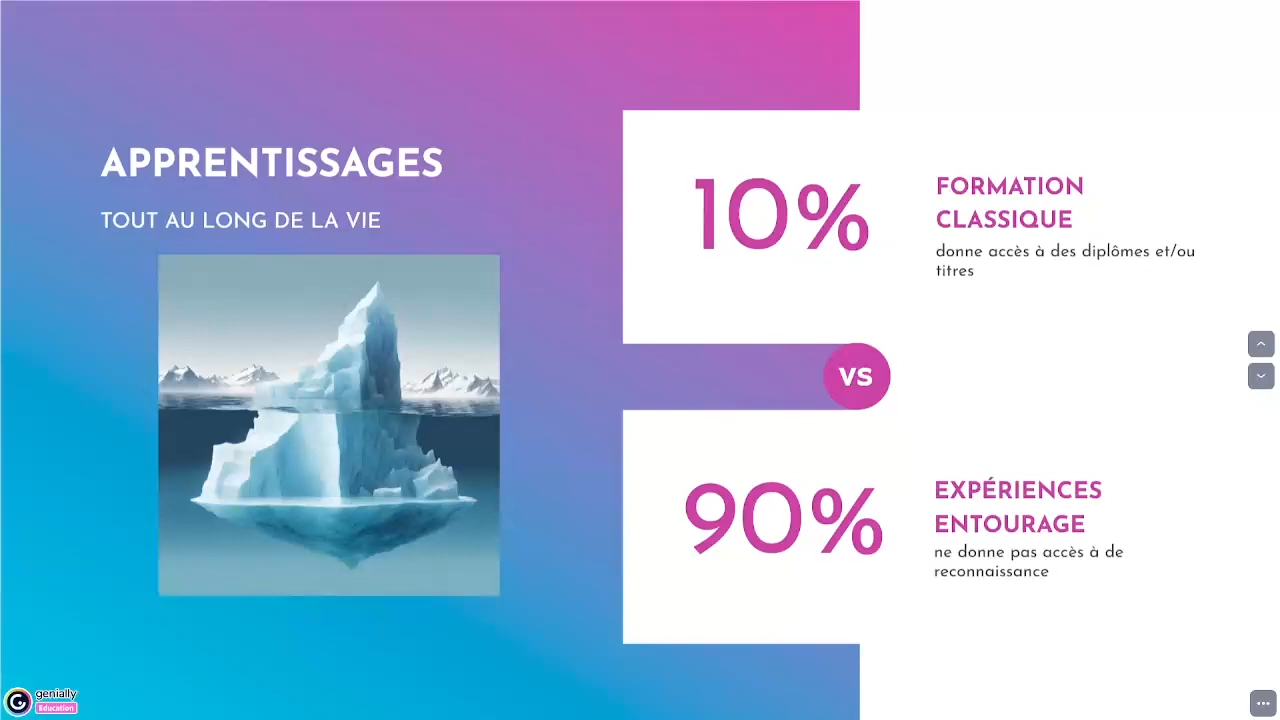 APPRENTISSAGES
TOUT AU LONG DE LA VIE
10%
FORMATION
CLASSIQUE
donne accès à des diplômes et/ou
titres
VS
90%
EXPÉRIENCES
ENTOURAGE
ne donne pas accès à de
reconnaissance
genially
Education